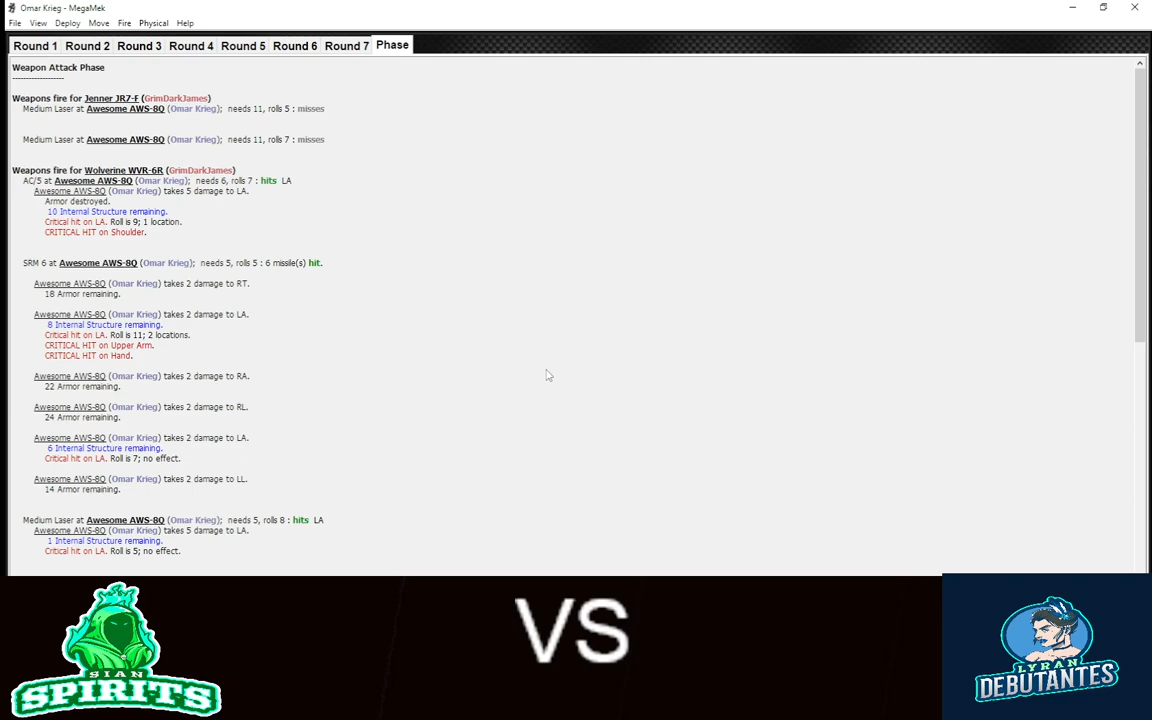 Omar Krieg - MegaMek
File View Deploy Move Fire Physical Help
Round 1 Round 2 Round 3 Round 4 Round 5 Round 6 Round 7 Phase
Weapon Attack Phase
-------------------
Weapons fire for Jenner JR7-F (GrimDarkJames)
Medium Laser at Awesome AWS-8Q (Omar Krieg); needs 11, rolls 5 : misses
Medium Laser at Awesome AWS-8Q (Omar Krieg); needs 11, rolls 7 : misses
Weapons fire for Wolverine WVR-6R (GrimDarkJames)
AC/5 at Awesome AWS-8Q (Omar Krieg); needs 6, rolls 7 : hits LA
Awesome AWS-8Q (Omar Krieg) takes 5 damage to LA.
Armor destroyed.
10 Internal Structure remaining.
Critical hit on LA. Roll is 9; 1 location.
CRITICAL HIT on Shoulder.
SRM 6 at Awesome AWS-8Q (Omar Krieg); needs 5, rolls 5 : 6 missile(s) hit.
Awesome AWS-8Q (Omar Krieg) takes 2 damage to RT.
18 Armor remaining.
Awesome AWS-8Q (Omar Krieg) takes 2 damage to LA.
8 Internal Structure remaining.
Critical hit on LA. Roll is 11; 2 locations.
CRITICAL HIT on Upper Arm.
CRITICAL HIT on Hand.
Awesome AWS-8Q (Omar Krieg) takes 2 damage to RA.
22 Armor remaining.
Awesome AWS-8Q (Omar Krieg) takes 2 damage to RL.
24 Armor remaining.
Awesome AWS-8Q (Omar Krieg) takes 2 damage to LA.
6 Internal Structure remaining.
Critical hit on LA. Roll is 7; no effect.
Awesome AWS-8Q (Omar Krieg) takes 2 damage to LL.
14 Armor remaining.
Medium Laser at Awesome AWS-8Q (Omar Krieg); needs 5, rolls 8 : hits LA
Awesome AWS-8Q (Omar Krieg) takes 5 damage to LA.
1 Internal Structure remaining.
Critical hit on LA. Roll is 5; no effect.
SIAN
SPIRITS
VS
LYRAN
DEBUTANTES